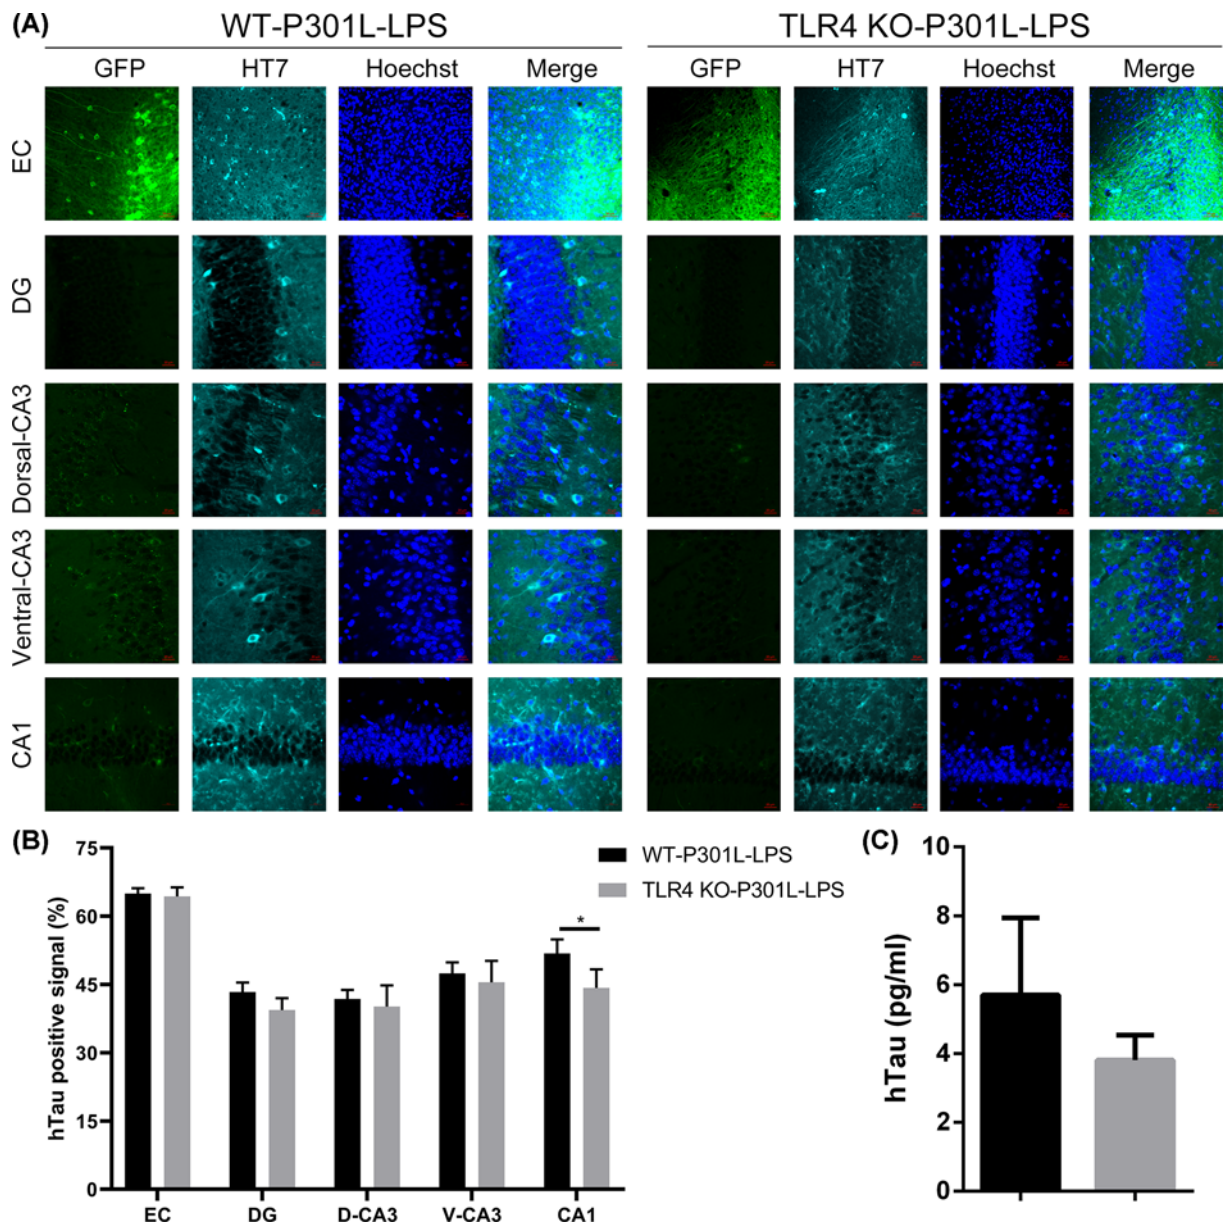 (A) WT-P301L-LPS TLR4 KO-P301L-LPS
GFP HT7 Hoechst Merge GFP HT7 Hoechst Merge
EC
DG
Dorsal-CA3
Ventral-CA3
CA1
(B)
75
60
45
30
15
0
hTau positive signal (%)
WT-P301L-LPS
TLR4 KO-P301L-LPS
*
EC DG D-CA3 V-CA3 CA1
(C)
10
8
6
4
2
0
hTau (pg/ml)